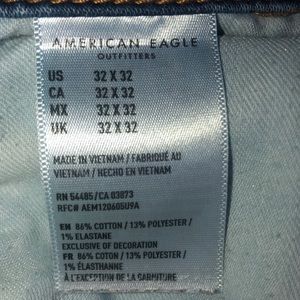 AMERICAN EAGLE
OUTFITTERS
US 32 X 32
CA 32 X 32
MX 32 X 32
UK 32 X 32
MADE IN VIETNAM / FABRIQUÉ AU
VIETNAM / HECHO EN VIETNAM
RN 54485/CA 03873
RFC# AEM120605U9A
EN 86% COTTON / 13% POLYESTER /
1% ELASTANE
EXCLUSIVE OF DECORATION
FR 86% COTON / 13% POLYESTER /
1% ÉLASTHANNE
À L'EXCEPTION DE LA GARNITURE